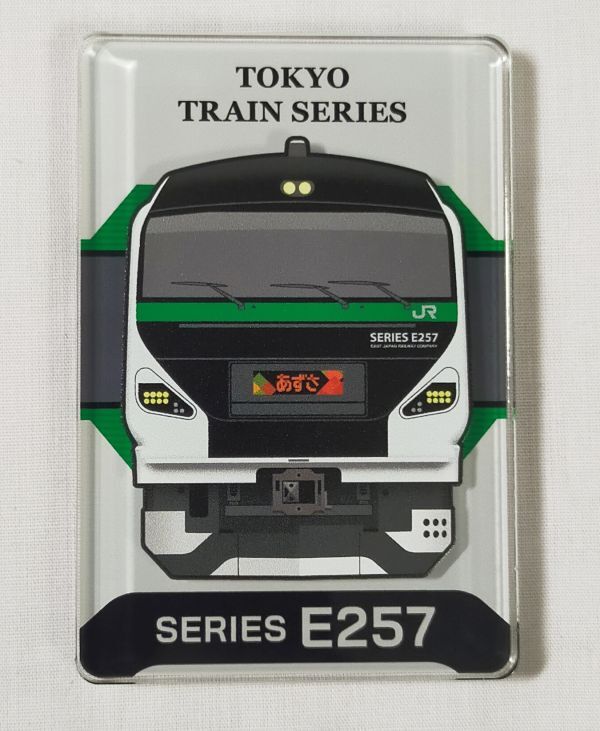 TOKYO
TRAIN SERIES
JR
SERIES E257
EAST JAPAN RAILWAY COMPANY
あずさ
SERIES E257